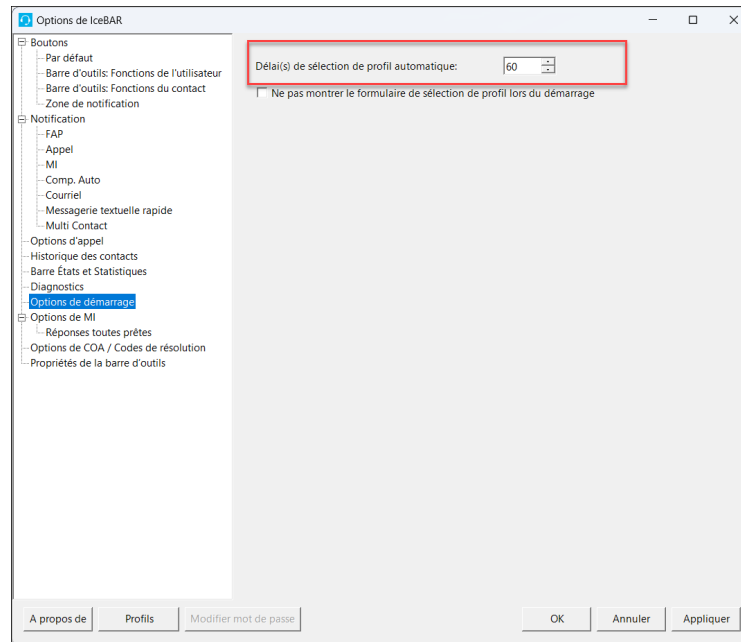 Options de IceBAR
Boutons
Par défaut
Barre d'outils: Fonctions de l'utilisateur
Barre d'outils: Fonctions du contact
Zone de notification
Notification
FAP
Appel
MI
Comp. Auto
Courriel
Messagerie textuelle rapide
Multi Contact
Options d'appel
Historique des contacts
Barre États et Statistiques
Diagnostics
Options de démarrage
Options de MI
Réponses toutes prêtes
Options de COA / Codes de résolution
Propriétés de la barre d'outils
Délai(s) de sélection de profil automatique: 60
Ne pas montrer le formulaire de sélection de profil lors du démarrage
A propos de Profils Modifier mot de passe OK Annuler Appliquer